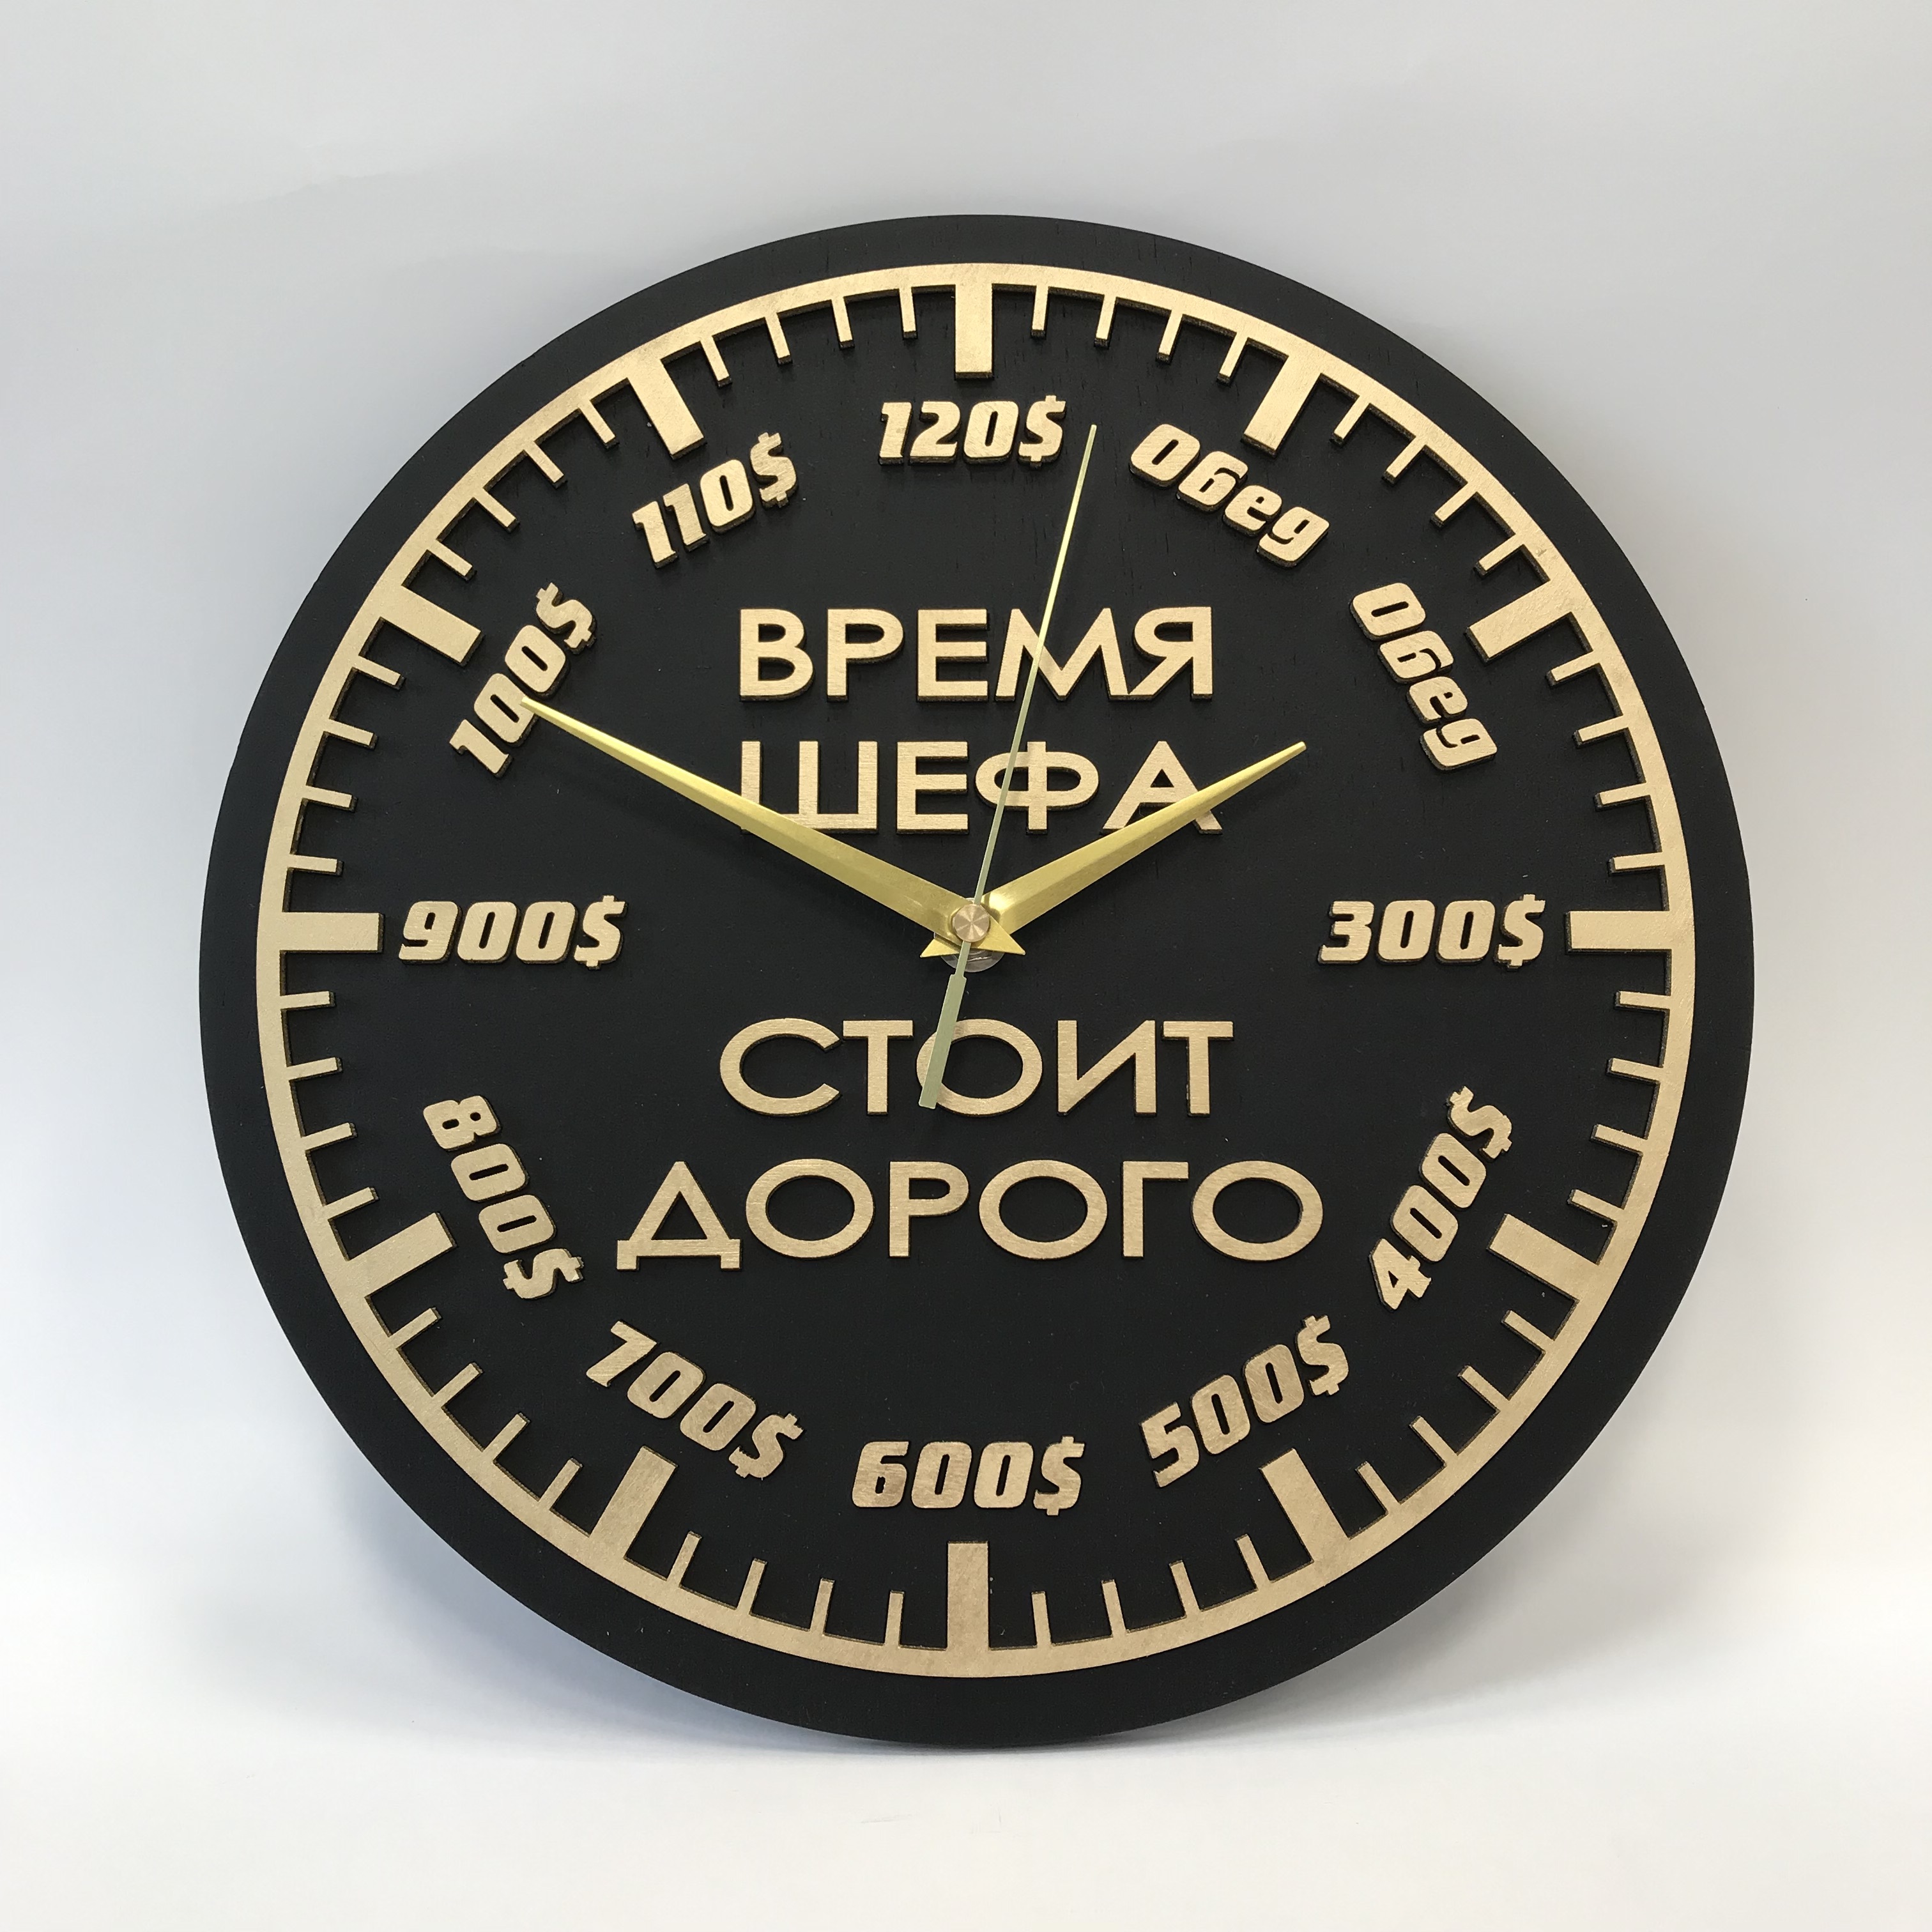 120$
обед
обед
300$
400$
500$
600$
700$
800$
900$
100$
110$
ВРЕМЯ
ШЕФА
СТОИТ
ДОРОГО